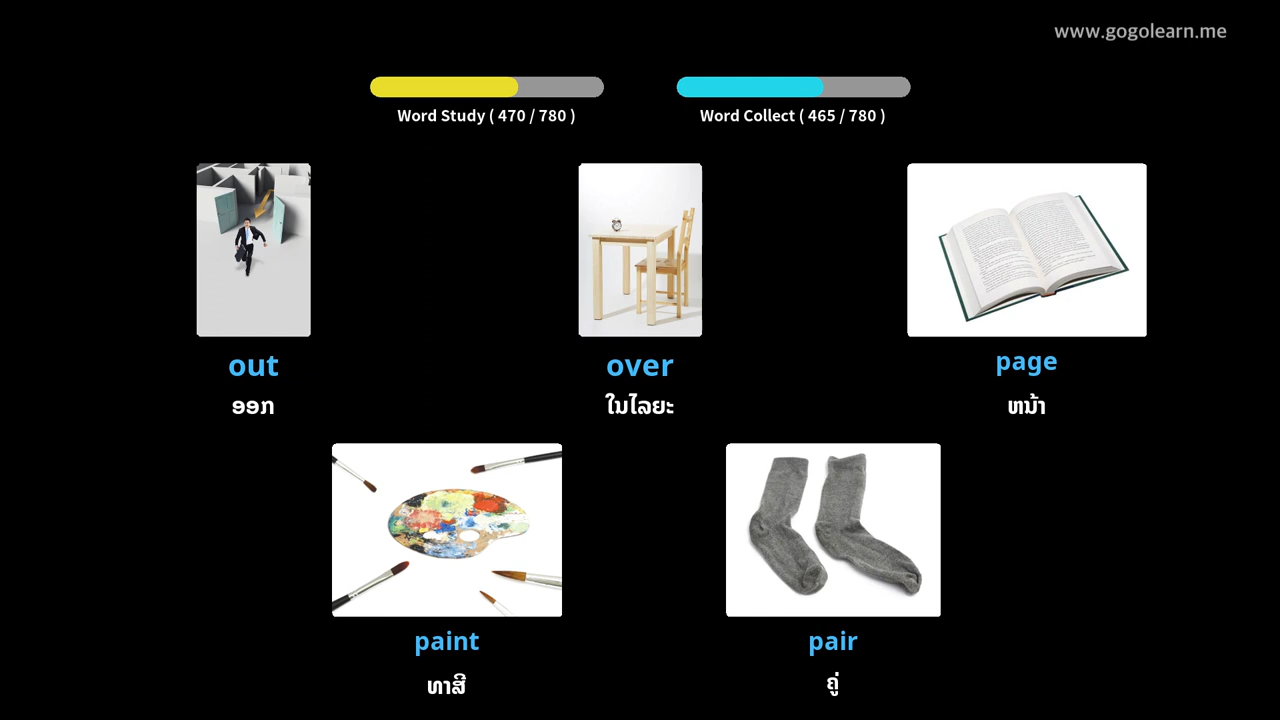 www.gogolearn.me
Word Study ( 470 / 780 )
Word Collect ( 465 / 780 )
out
over
page
ອອກ
ໃນໄລຍະ
ຫນ້າ
paint
pair
ທາສີ
ຄູ່